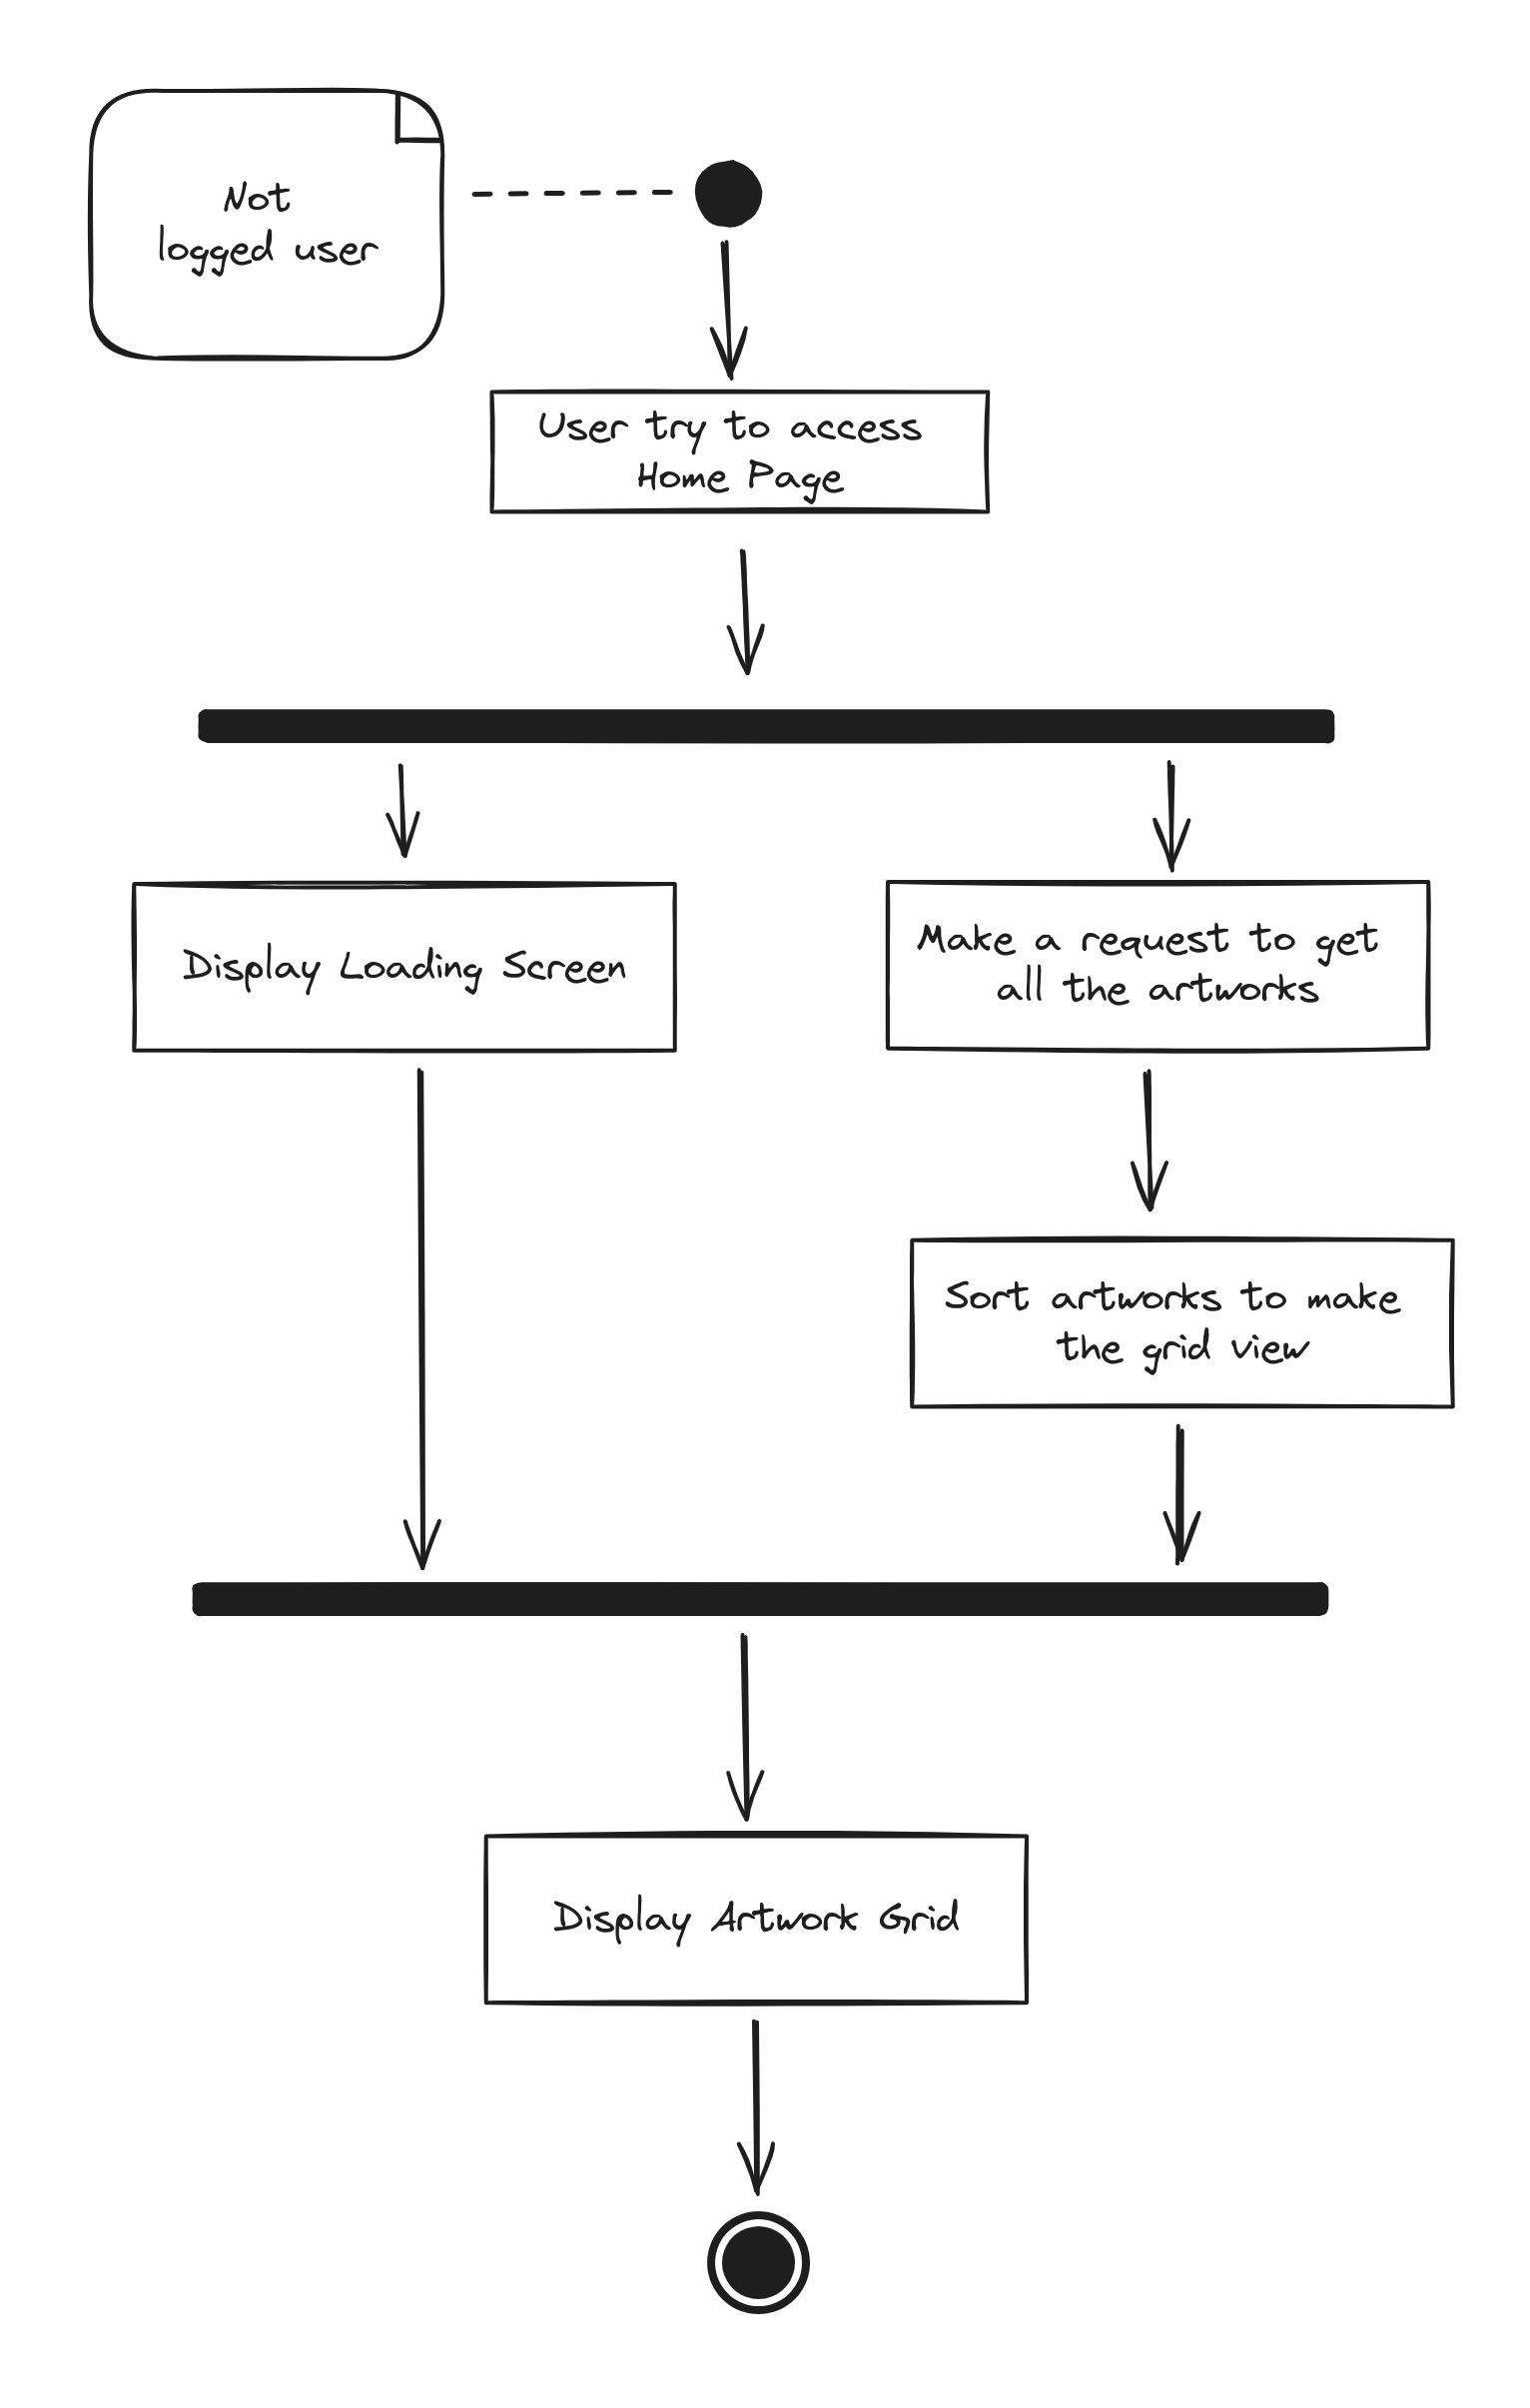 Not
logged user
User try to access
Home Page
Display Loading Screen
Make a request to get
all the artworks
Sort artworks to make
the grid view
Display Artwork Grid